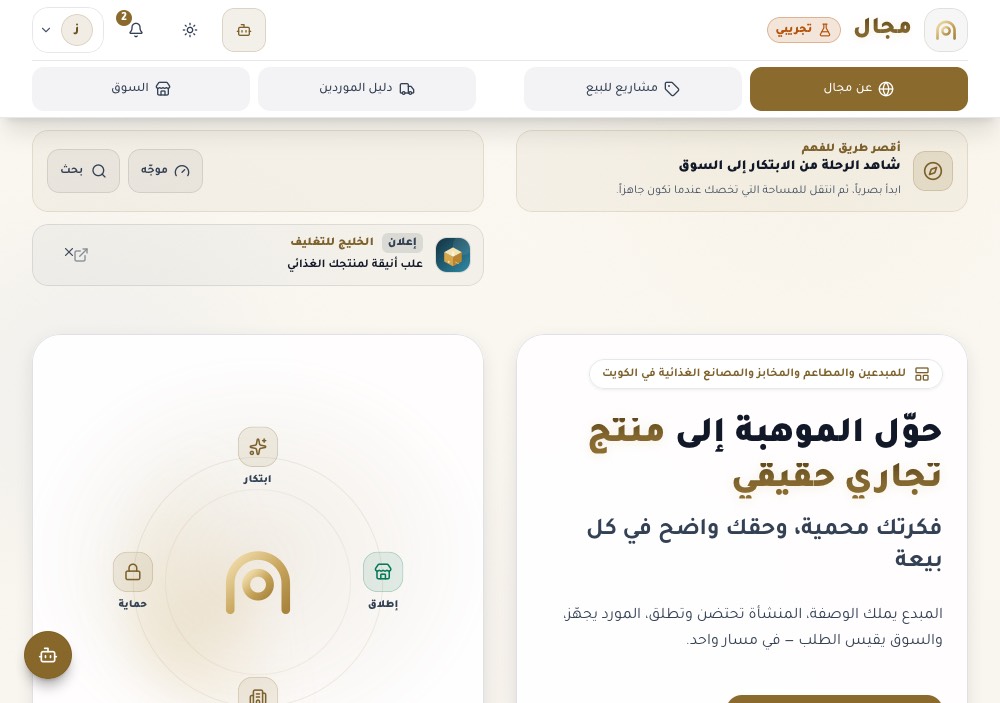 مجال
تجريبي
2
ز
عن مجال
مشاريع للبيع
دليل الموردين
السوق
أقصر طريق للفهم
شاهد الرحلة من الابتكار إلى السوق
ابدأ بصرياً، ثم انتقل للمساحة التي تخصك عندما تكون جاهزاً.
موجّه
بحث
إعلان الخليج للتغليف
علب أنيقة لمنتجك الغذائي
للمبدعين والمطاعم والمخابز والمصانع الغذائية في الكويت
حوّل الموهبة إلى منتج
تجاري حقيقي
فكرتك محمية، وحقك واضح في كل
بيعة
المبدع يملك الوصفة، المنشأة تحتضن وتطلق، المورد يجهّز،
والسوق يقيس الطلب — في مسار واحد.
ابتكار
إطلاق
حماية